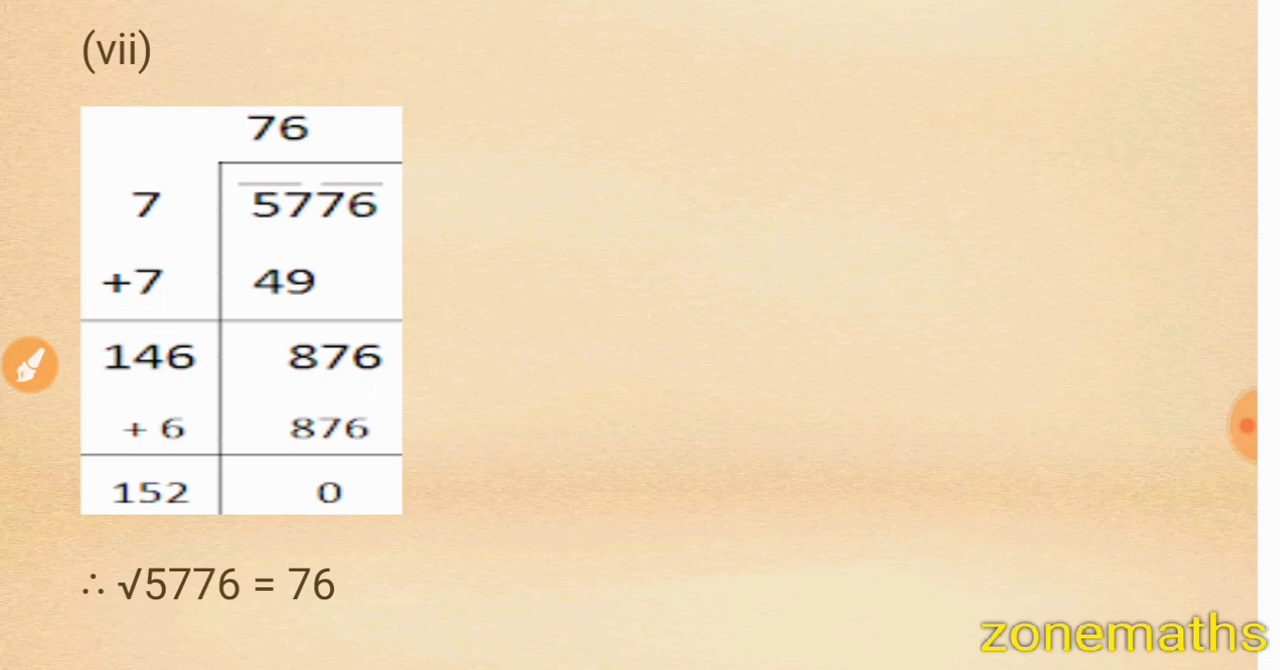 (vii)
76
7 5776
+7 49
146 876
+ 6 876
152 0
∴ √5776 = 76
zonemaths